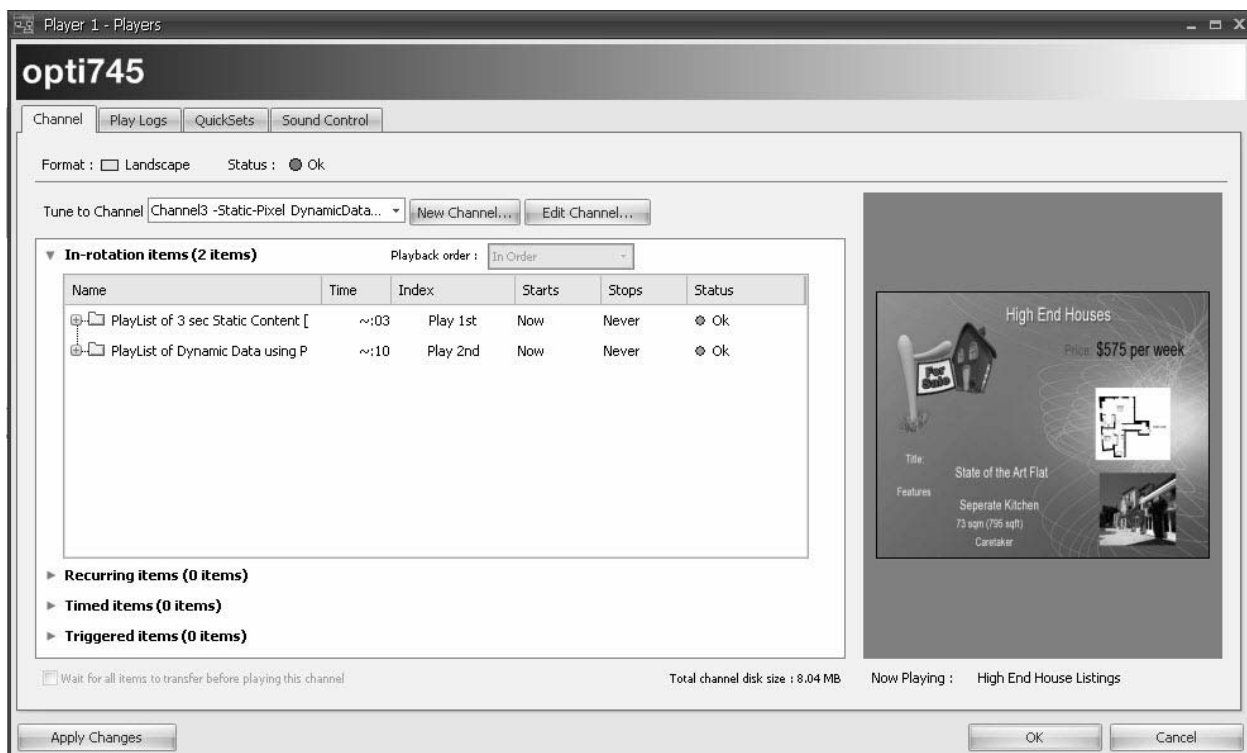 Player 1 - Players
opti745
Channel Play Logs QuickSets Sound Control
Format : Landscape Status : Ok
Tune to Channel Channel3 -Static-Pixel DynamicData... New Channel... Edit Channel...
In-rotation items (2 items) Playback order : In Order
Name Time Index Starts Stops Status
PlayList of 3 sec Static Content [ ~:03 Play 1st Now Never Ok
PlayList of Dynamic Data using P ~:10 Play 2nd Now Never Ok
Recurring items (0 items)
Timed items (0 items)
Triggered items (0 items)
Wait for all items to transfer before playing this channel
Total channel disk size : 8.04 MB
High End Houses
Price: $575 per week
For
Sale
Title:
State of the Art Flat
Features
Seperate Kitchen
73 sqm (795 sqft)
Caretaker
Now Playing : High End House Listings
Apply Changes OK Cancel